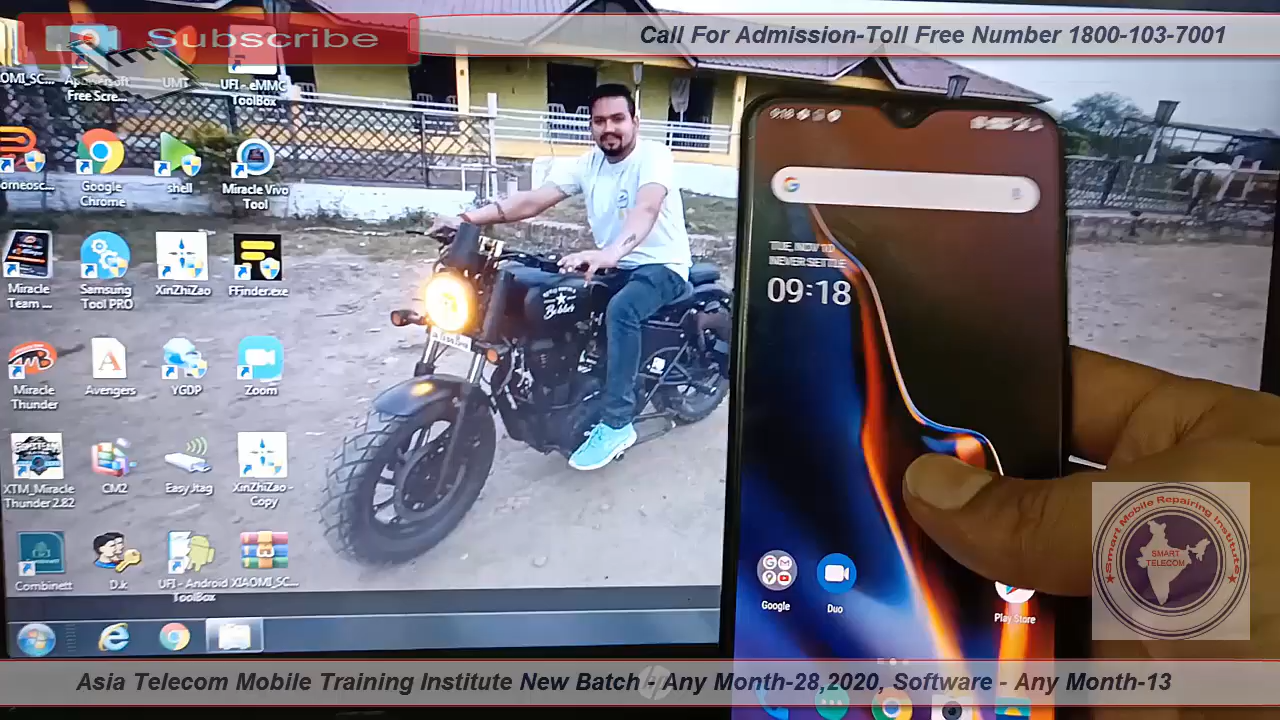 Subscribe
Call For Admission-Toll Free Number 1800-103-7001
Free Scre...
UMT
UFI - eMMC
ToolBox
Google
Chrome
shell
Miracle Vivo
Tool
Miracle
Team ...
Samsung
Tool PRO
XinZhiZao
FFinder.exe
Miracle
Thunder
Avengers
YGDP
Zoom
XTM_Miracle
Thunder 2.82
CM2
Easy Jtag
XinZhiZao -
Copy
Combinett
D.k
UFI - Android
ToolBox
XIAOMI_SC...
TUE, NOV 10
NEVER SETTLE
09:18
Google
Duo
Play Store
Smart Mobile Repairing Institute
SMART
TELECOM
Asia Telecom Mobile Training Institute New Batch - Any Month-28,2020, Software - Any Month-13